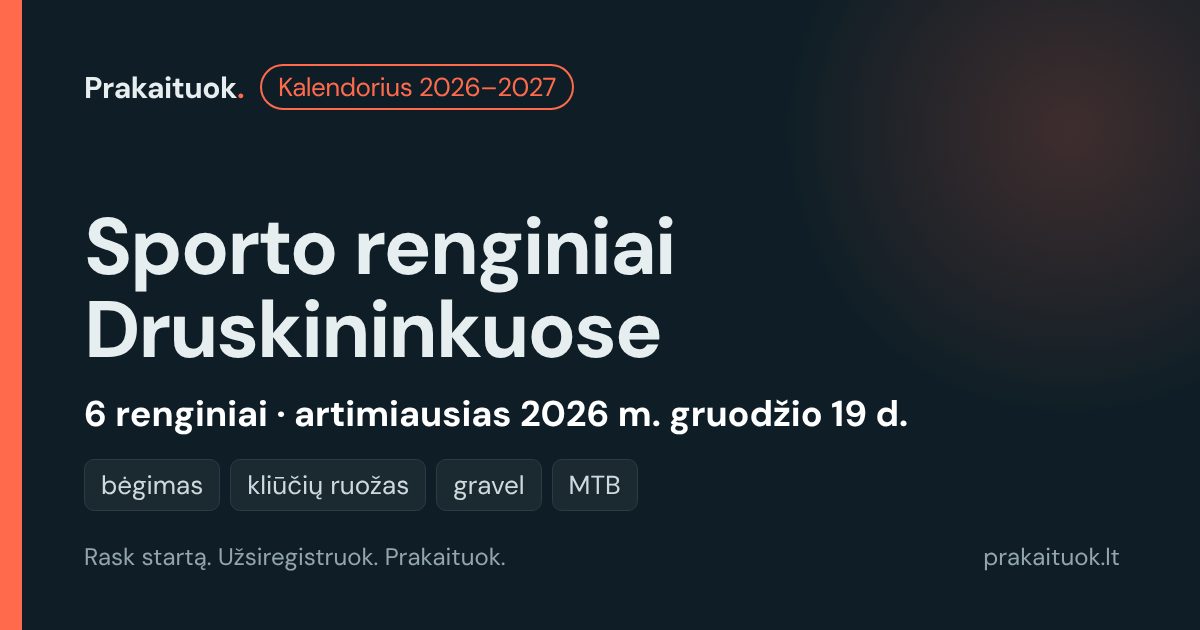 Prakaituok. Kalendorius 2026–2027
Sporto renginiai
Druskininkuose
6 renginiai · artimiausias 2026 m. gruodžio 19 d.
bėgimas kliūčių ruožas gravel MTB
Rask startą. Užsiregistruok. Prakaituok. prakaituok.lt